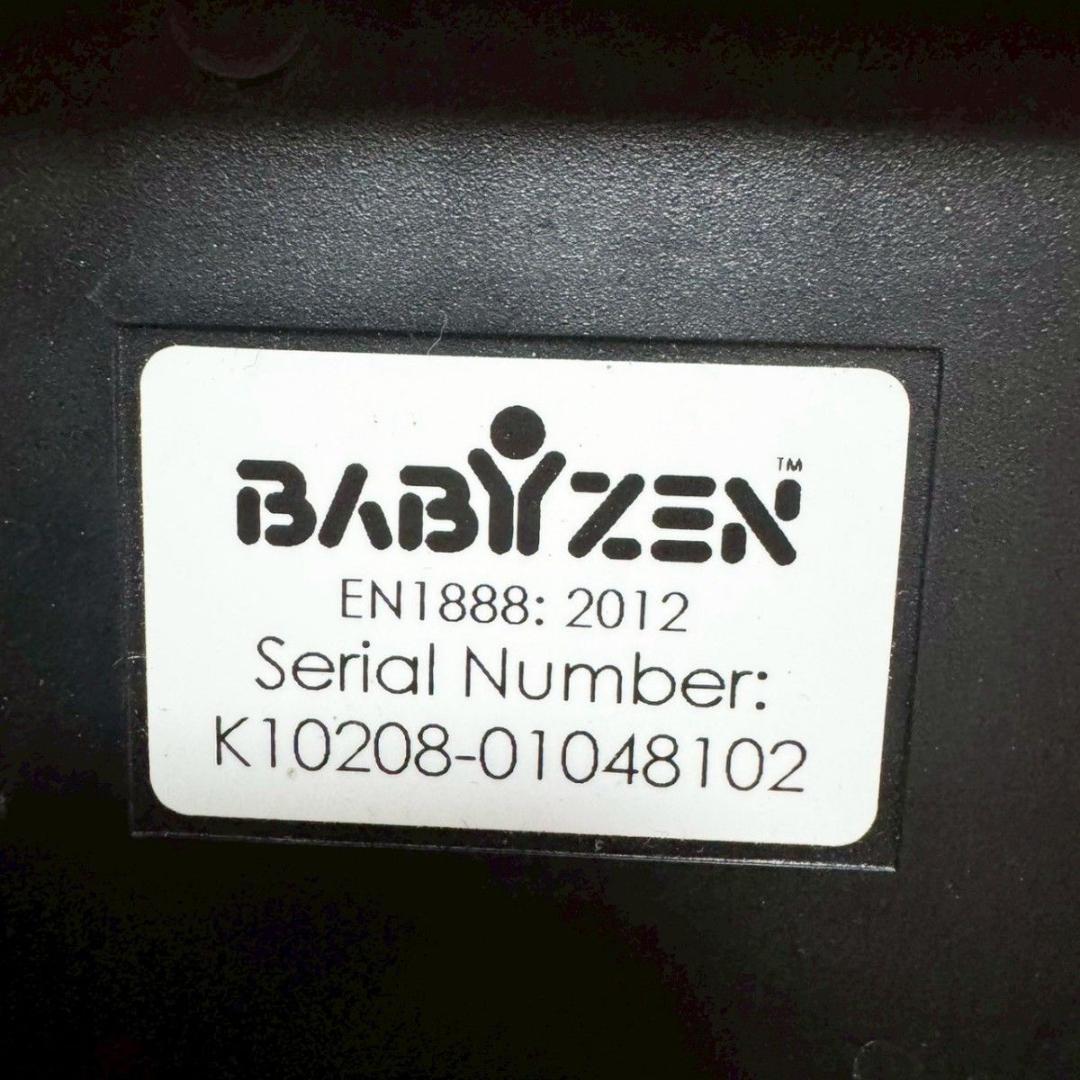 BABYZEN™
EN1888: 2012
Serial Number:
K10208-01048102